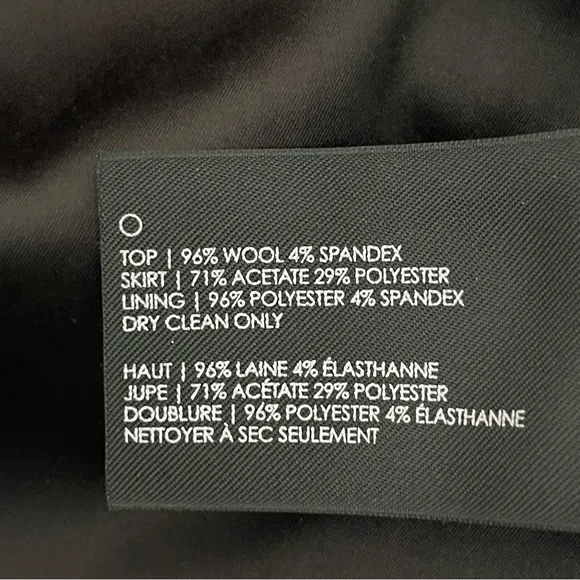 TOP | 96% WOOL 4% SPANDEX
SKIRT | 71% ACETATE 29% POLYESTER
LINING | 96% POLYESTER 4% SPANDEX
DRY CLEAN ONLY
HAUT | 96% LAINE 4% ÉLASTHANNE
JUPE | 71% ACÉTATE 29% POLYESTER
DOUBLURE | 96% POLYESTER 4% ÉLASTHANNE
NETTOYER À SEC SEULEMENT